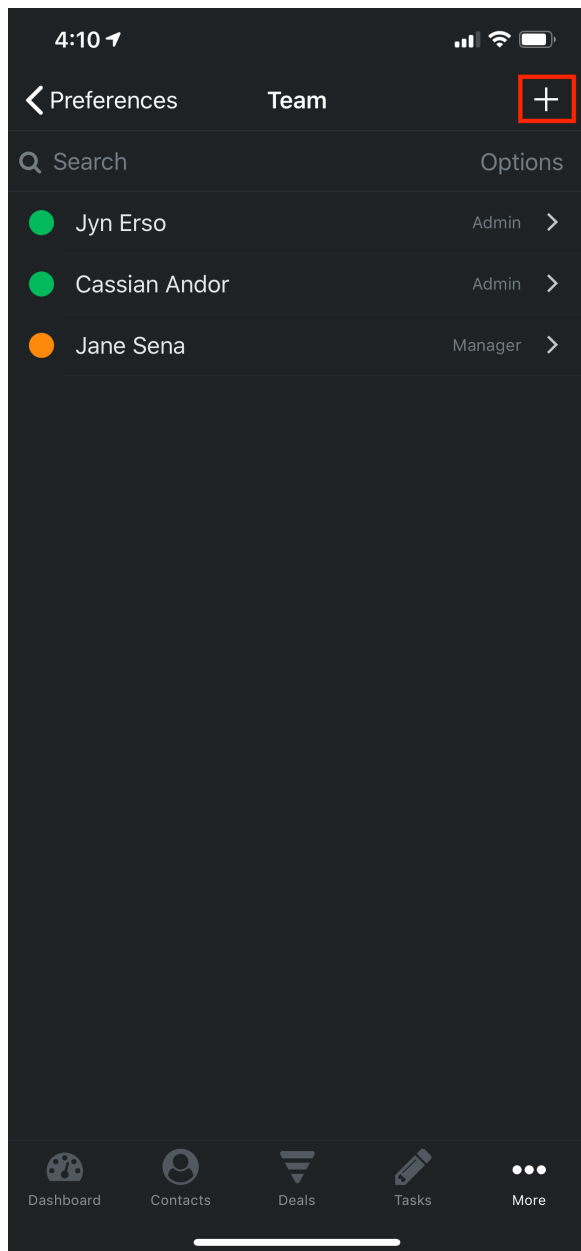 4:10
Preferences Team
Search Options
Jyn Erso Admin
Cassian Andor Admin
Jane Sena Manager
Dashboard Contacts Deals Tasks More